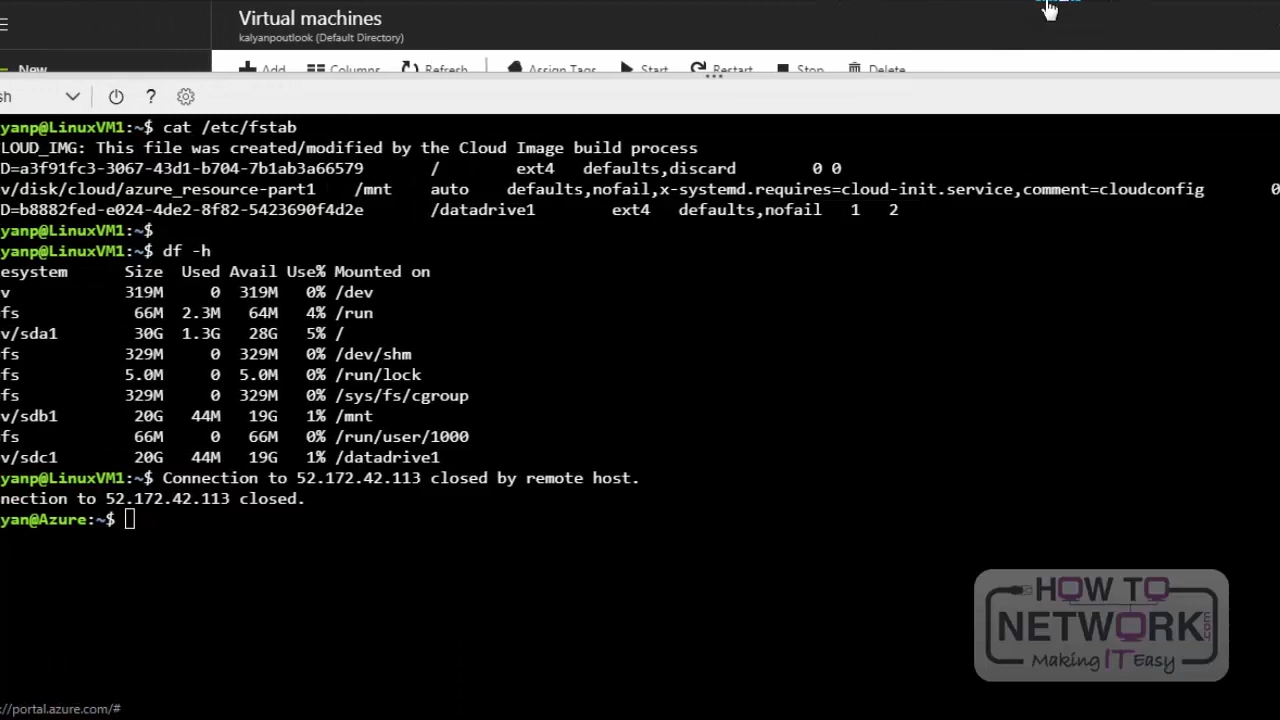 Virtual machines
kalyanpoutlook (Default Directory)
New
Add Columns Refresh Assign Tags Start Restart Stop Delete
sh ?
yanp@LinuxVM1:~$ cat /etc/fstab
LOUD_IMG: This file was created/modified by the Cloud Image build process
D=a3f91fc3-3067-43d1-b704-7b1ab3a66579 / ext4 defaults,discard 0 0
v/disk/cloud/azure_resource-part1 /mnt auto defaults,nofail,x-systemd.requires=cloud-init.service,comment=cloudconfig 0
D=b8882fed-e024-4de2-8f82-5423690f4d2e /datadrive1 ext4 defaults,nofail 1 2
yanp@LinuxVM1:~$
yanp@LinuxVM1:~$ df -h
esystem Size Used Avail Use% Mounted on
v 319M 0 319M 0% /dev
fs 66M 2.3M 64M 4% /run
v/sda1 30G 1.3G 28G 5% /
fs 329M 0 329M 0% /dev/shm
fs 5.0M 0 5.0M 0% /run/lock
fs 329M 0 329M 0% /sys/fs/cgroup
v/sdb1 20G 44M 19G 1% /mnt
fs 66M 0 66M 0% /run/user/1000
v/sdc1 20G 44M 19G 1% /datadrive1
yanp@LinuxVM1:~$ Connection to 52.172.42.113 closed by remote host.
nection to 52.172.42.113 closed.
yan@Azure:~$
HOW TO
NETWORK.com
Making IT Easy
://portal.azure.com/#